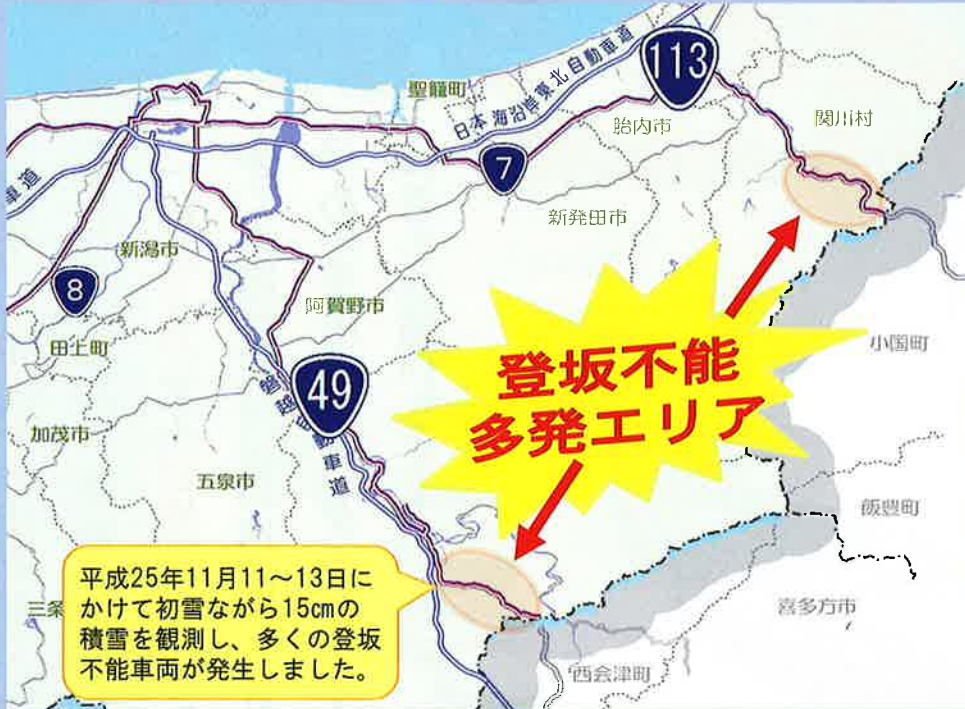 113
聖籠町
日本海沿岸東北自動車道
胎内市
関川村
7
車道
新発田市
新潟市
8
阿賀野市
田上町
小国町
登坂不能
多発エリア
49
磐越自動車道
加茂市
五泉市
飯豊町
平成25年11月11～13日に
かけて初雪ながら15cmの
積雪を観測し、多くの登坂
不能車両が発生しました。
三条
喜多方市
西会津町